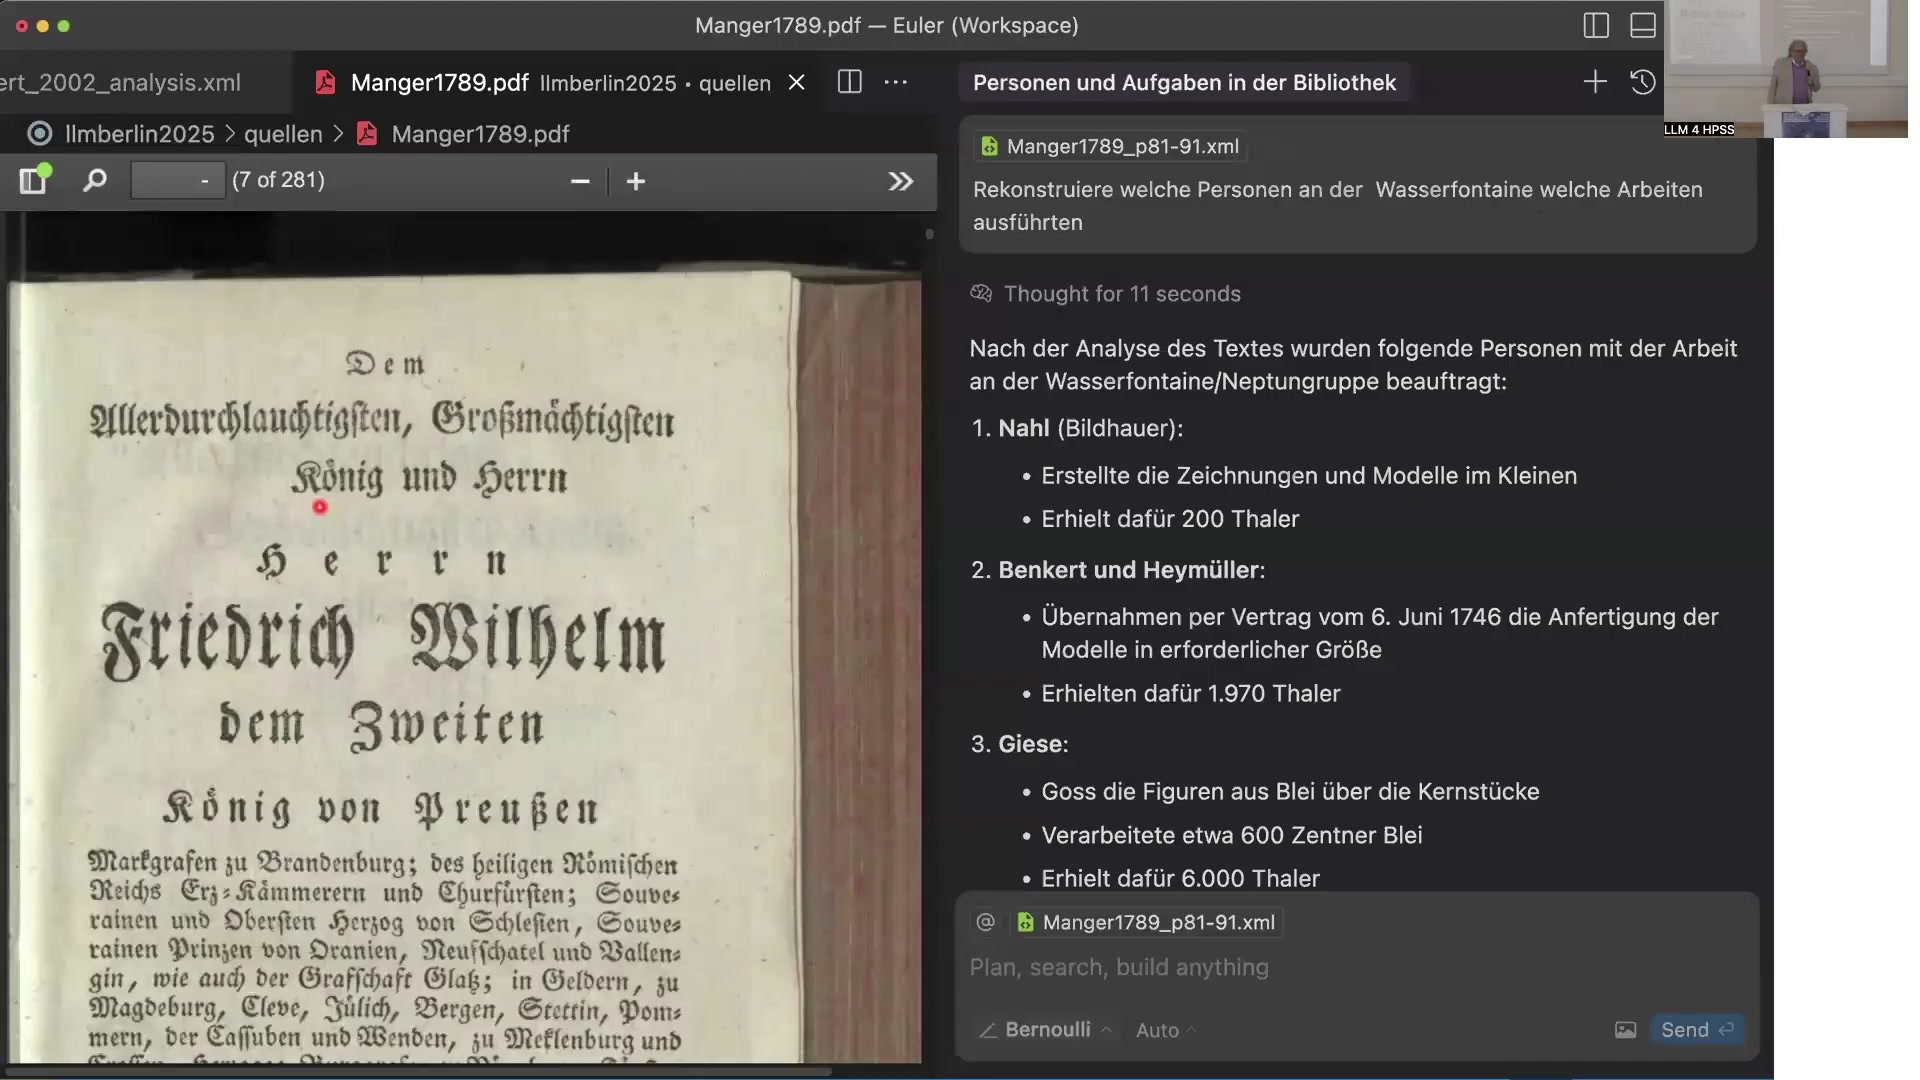 Manger1789.pdf — Euler (Workspace)
ert_2002_analysis.xml
Manger1789.pdf llmberlin2025 • quellen
llmberlin2025 > quellen > Manger1789.pdf
- (7 of 281)
Dem
Allerdurchlauchtigſten, Großmächtigſten
König und Herrn
Herrn
Friedrich Wilhelm
dem Zweiten
König von Preußen
Markgrafen zu Brandenburg; des heiligen Römiſchen
Reichs Erz-Kämmerern und Churfürſten; Souve-
rainen und Oberſten Herzog von Schleſien, Souve-
rainen Prinzen von Oranien, Neufſchatel und Vallen-
gin, wie auch der Grafſchaft Glatz; in Geldern, zu
Magdeburg, Cleve, Jülich, Bergen, Stettin, Pom-
mern, der Caſſuben und Wenden, zu Meklenburg und
Personen und Aufgaben in der Bibliothek
Manger1789_p81-91.xml
Rekonstruiere welche Personen an der Wasserfontaine welche Arbeiten
ausführten
Thought for 11 seconds
Nach der Analyse des Textes wurden folgende Personen mit der Arbeit
an der Wasserfontaine/Neptungruppe beauftragt:
1. Nahl (Bildhauer):
• Erstellte die Zeichnungen und Modelle im Kleinen
• Erhielt dafür 200 Thaler
2. Benkert und Heymüller:
• Übernahmen per Vertrag vom 6. Juni 1746 die Anfertigung der
Modelle in erforderlicher Größe
• Erhielten dafür 1.970 Thaler
3. Giese:
• Goss die Figuren aus Blei über die Kernstücke
• Verarbeitete etwa 600 Zentner Blei
• Erhielt dafür 6.000 Thaler
@ Manger1789_p81-91.xml
Plan, search, build anything
Bernoulli Auto
Send
LLM 4 HPSS